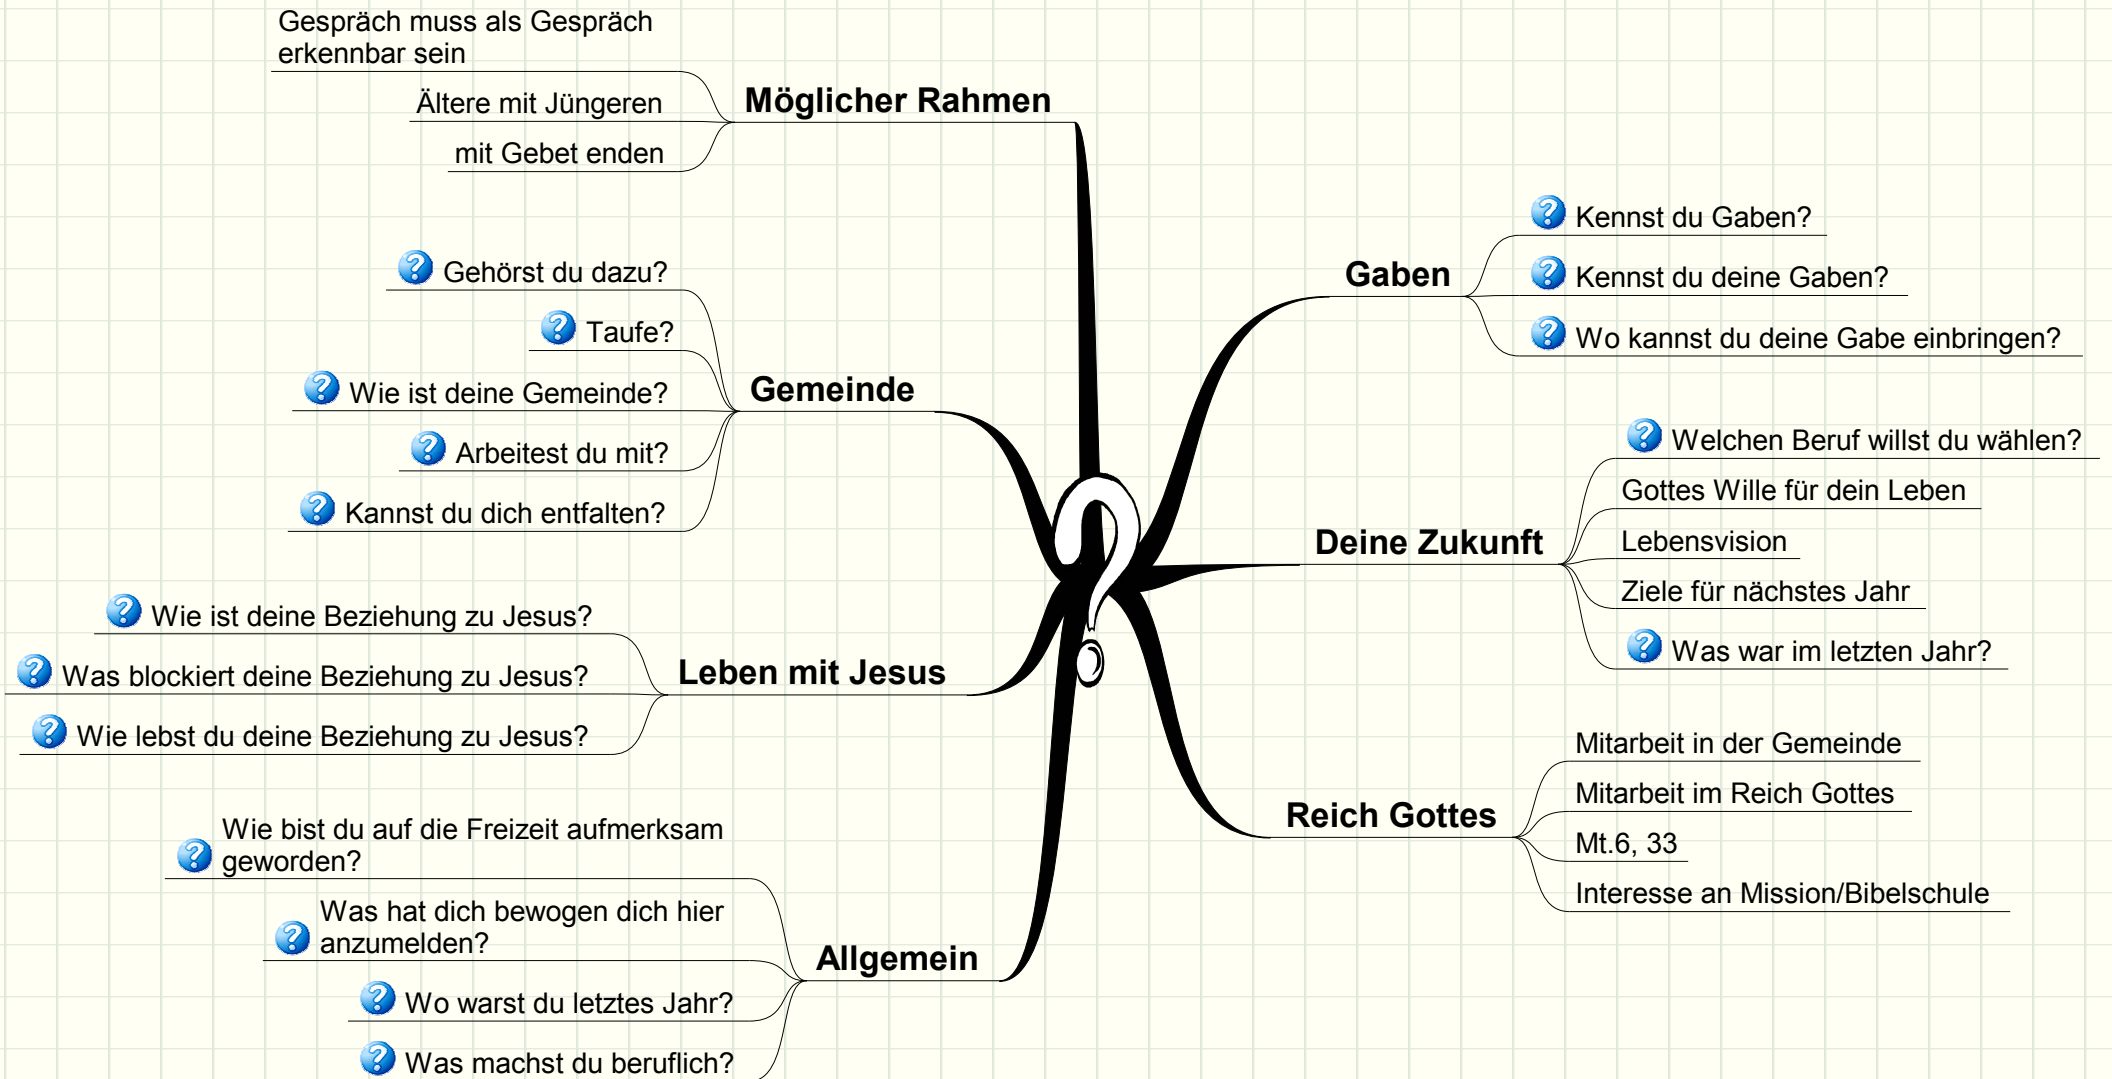 Möglicher Rahmen
Gespräch muss als Gespräch
erkennbar sein
Ältere mit Jüngeren
mit Gebet enden
Gemeinde
Gehörst du dazu?
Taufe?
Wie ist deine Gemeinde?
Arbeitest du mit?
Kannst du dich entfalten?
Leben mit Jesus
Wie ist deine Beziehung zu Jesus?
Was blockiert deine Beziehung zu Jesus?
Wie lebst du deine Beziehung zu Jesus?
Allgemein
Wie bist du auf die Freizeit aufmerksam
geworden?
Was hat dich bewogen dich hier
anzumelden?
Wo warst du letztes Jahr?
Was machst du beruflich?
Gaben
Kennst du Gaben?
Kennst du deine Gaben?
Wo kannst du deine Gabe einbringen?
Deine Zukunft
Welchen Beruf willst du wählen?
Gottes Wille für dein Leben
Lebensvision
Ziele für nächstes Jahr
Was war im letzten Jahr?
Reich Gottes
Mitarbeit in der Gemeinde
Mitarbeit im Reich Gottes
Mt.6, 33
Interesse an Mission/Bibelschule